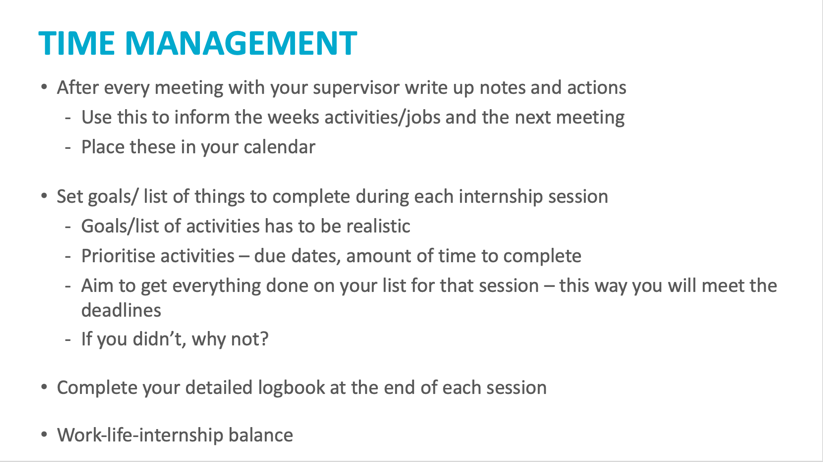 TIME MANAGEMENT
• After every meeting with your supervisor write up notes and actions
- Use this to inform the weeks activities/jobs and the next meeting
- Place these in your calendar
• Set goals/ list of things to complete during each internship session
- Goals/list of activities has to be realistic
- Prioritise activities – due dates, amount of time to complete
- Aim to get everything done on your list for that session – this way you will meet the
deadlines
- If you didn’t, why not?
• Complete your detailed logbook at the end of each session
• Work-life-internship balance